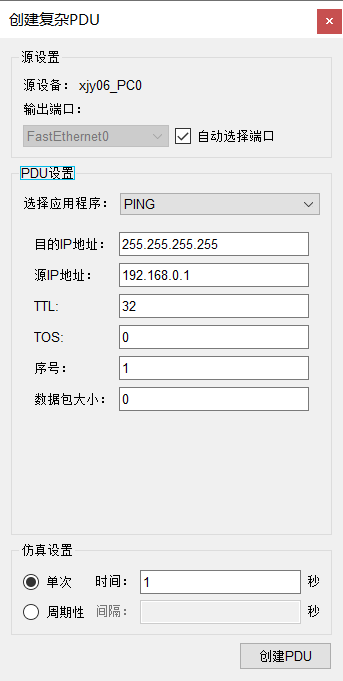 创建复杂PDU
源设置
源设备： xjy06_PC0
输出端口：
FastEthernet0 自动选择端口
PDU设置
选择应用程序： PING
目的IP地址： 255.255.255.255
源IP地址： 192.168.0.1
TTL: 32
TOS: 0
序号： 1
数据包大小： 0
仿真设置
单次 时间： 1 秒
周期性 间隔： 秒
创建PDU